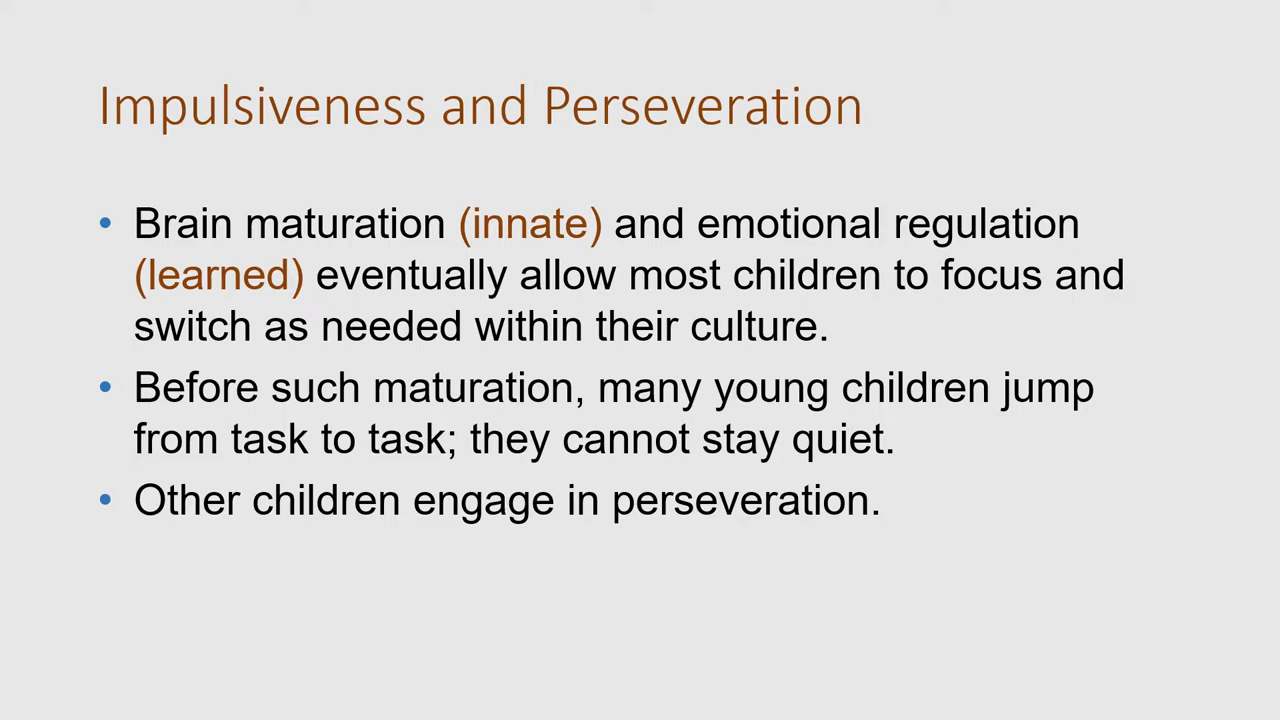 Impulsiveness and Perseveration
• Brain maturation (innate) and emotional regulation
(learned) eventually allow most children to focus and
switch as needed within their culture.
• Before such maturation, many young children jump
from task to task; they cannot stay quiet.
• Other children engage in perseveration.